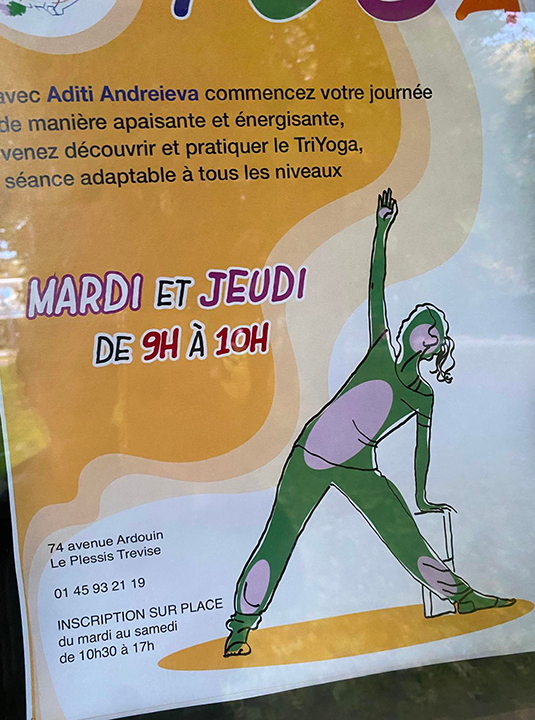 YOGA
avec Aditi Andreieva commencez votre journée
de manière apaisante et énergisante,
venez découvrir et pratiquer le TriYoga,
séance adaptable à tous les niveaux
MARDI ET JEUDI
DE 9H À 10H
74 avenue Ardouin
Le Plessis Trevise
01 45 93 21 19
INSCRIPTION SUR PLACE
du mardi au samedi
de 10h30 à 17h